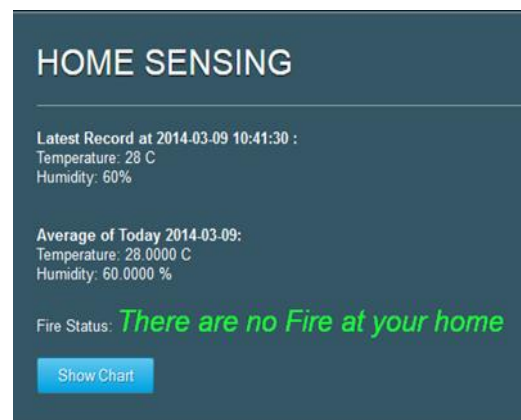 HOME SENSING
Latest Record at 2014-03-09 10:41:30 :
Temperature: 28 C
Humidity: 60%
Average of Today 2014-03-09:
Temperature: 28.0000 C
Humidity: 60.0000 %
Fire Status: There are no Fire at your home
Show Chart